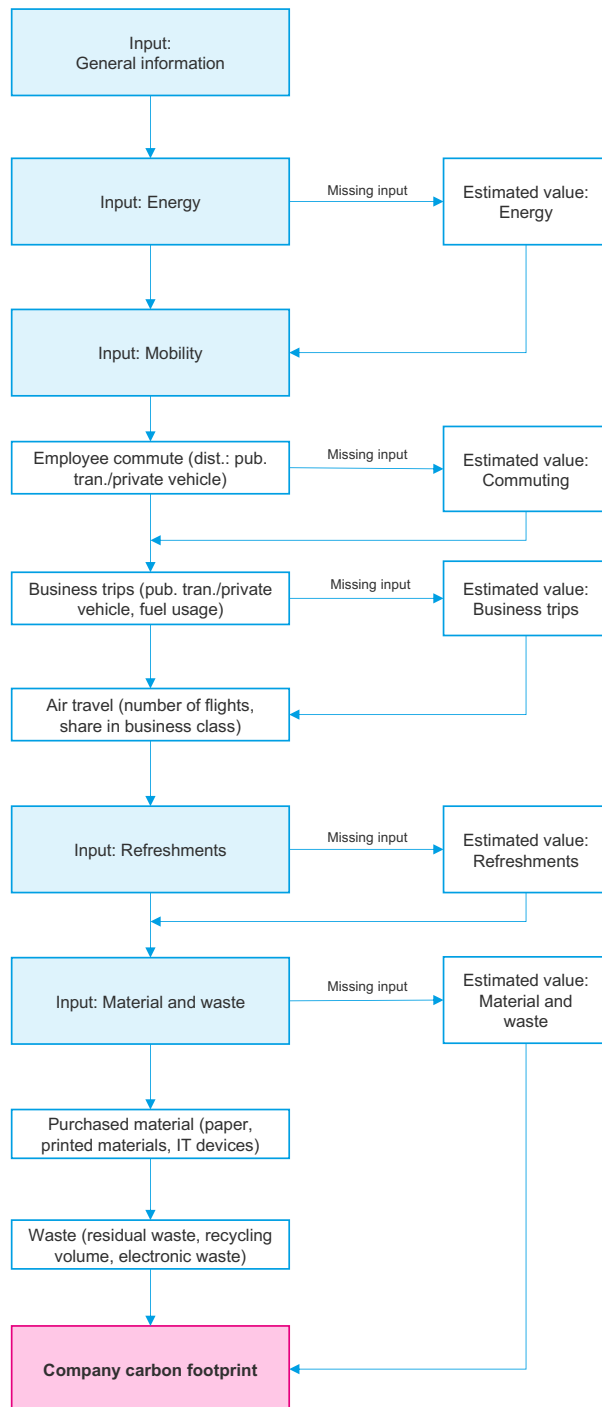 Input:
General information
Input: Energy
Missing input
Estimated value:
Energy
Input: Mobility
Employee commute (dist.: pub.
tran./private vehicle)
Missing input
Estimated value:
Commuting
Business trips (pub. tran./private
vehicle, fuel usage)
Missing input
Estimated value:
Business trips
Air travel (number of flights,
share in business class)
Input: Refreshments
Missing input
Estimated value:
Refreshments
Input: Material and waste
Missing input
Estimated value:
Material and
waste
Purchased material (paper,
printed materials, IT devices)
Waste (residual waste, recycling
volume, electronic waste)
Company carbon footprint